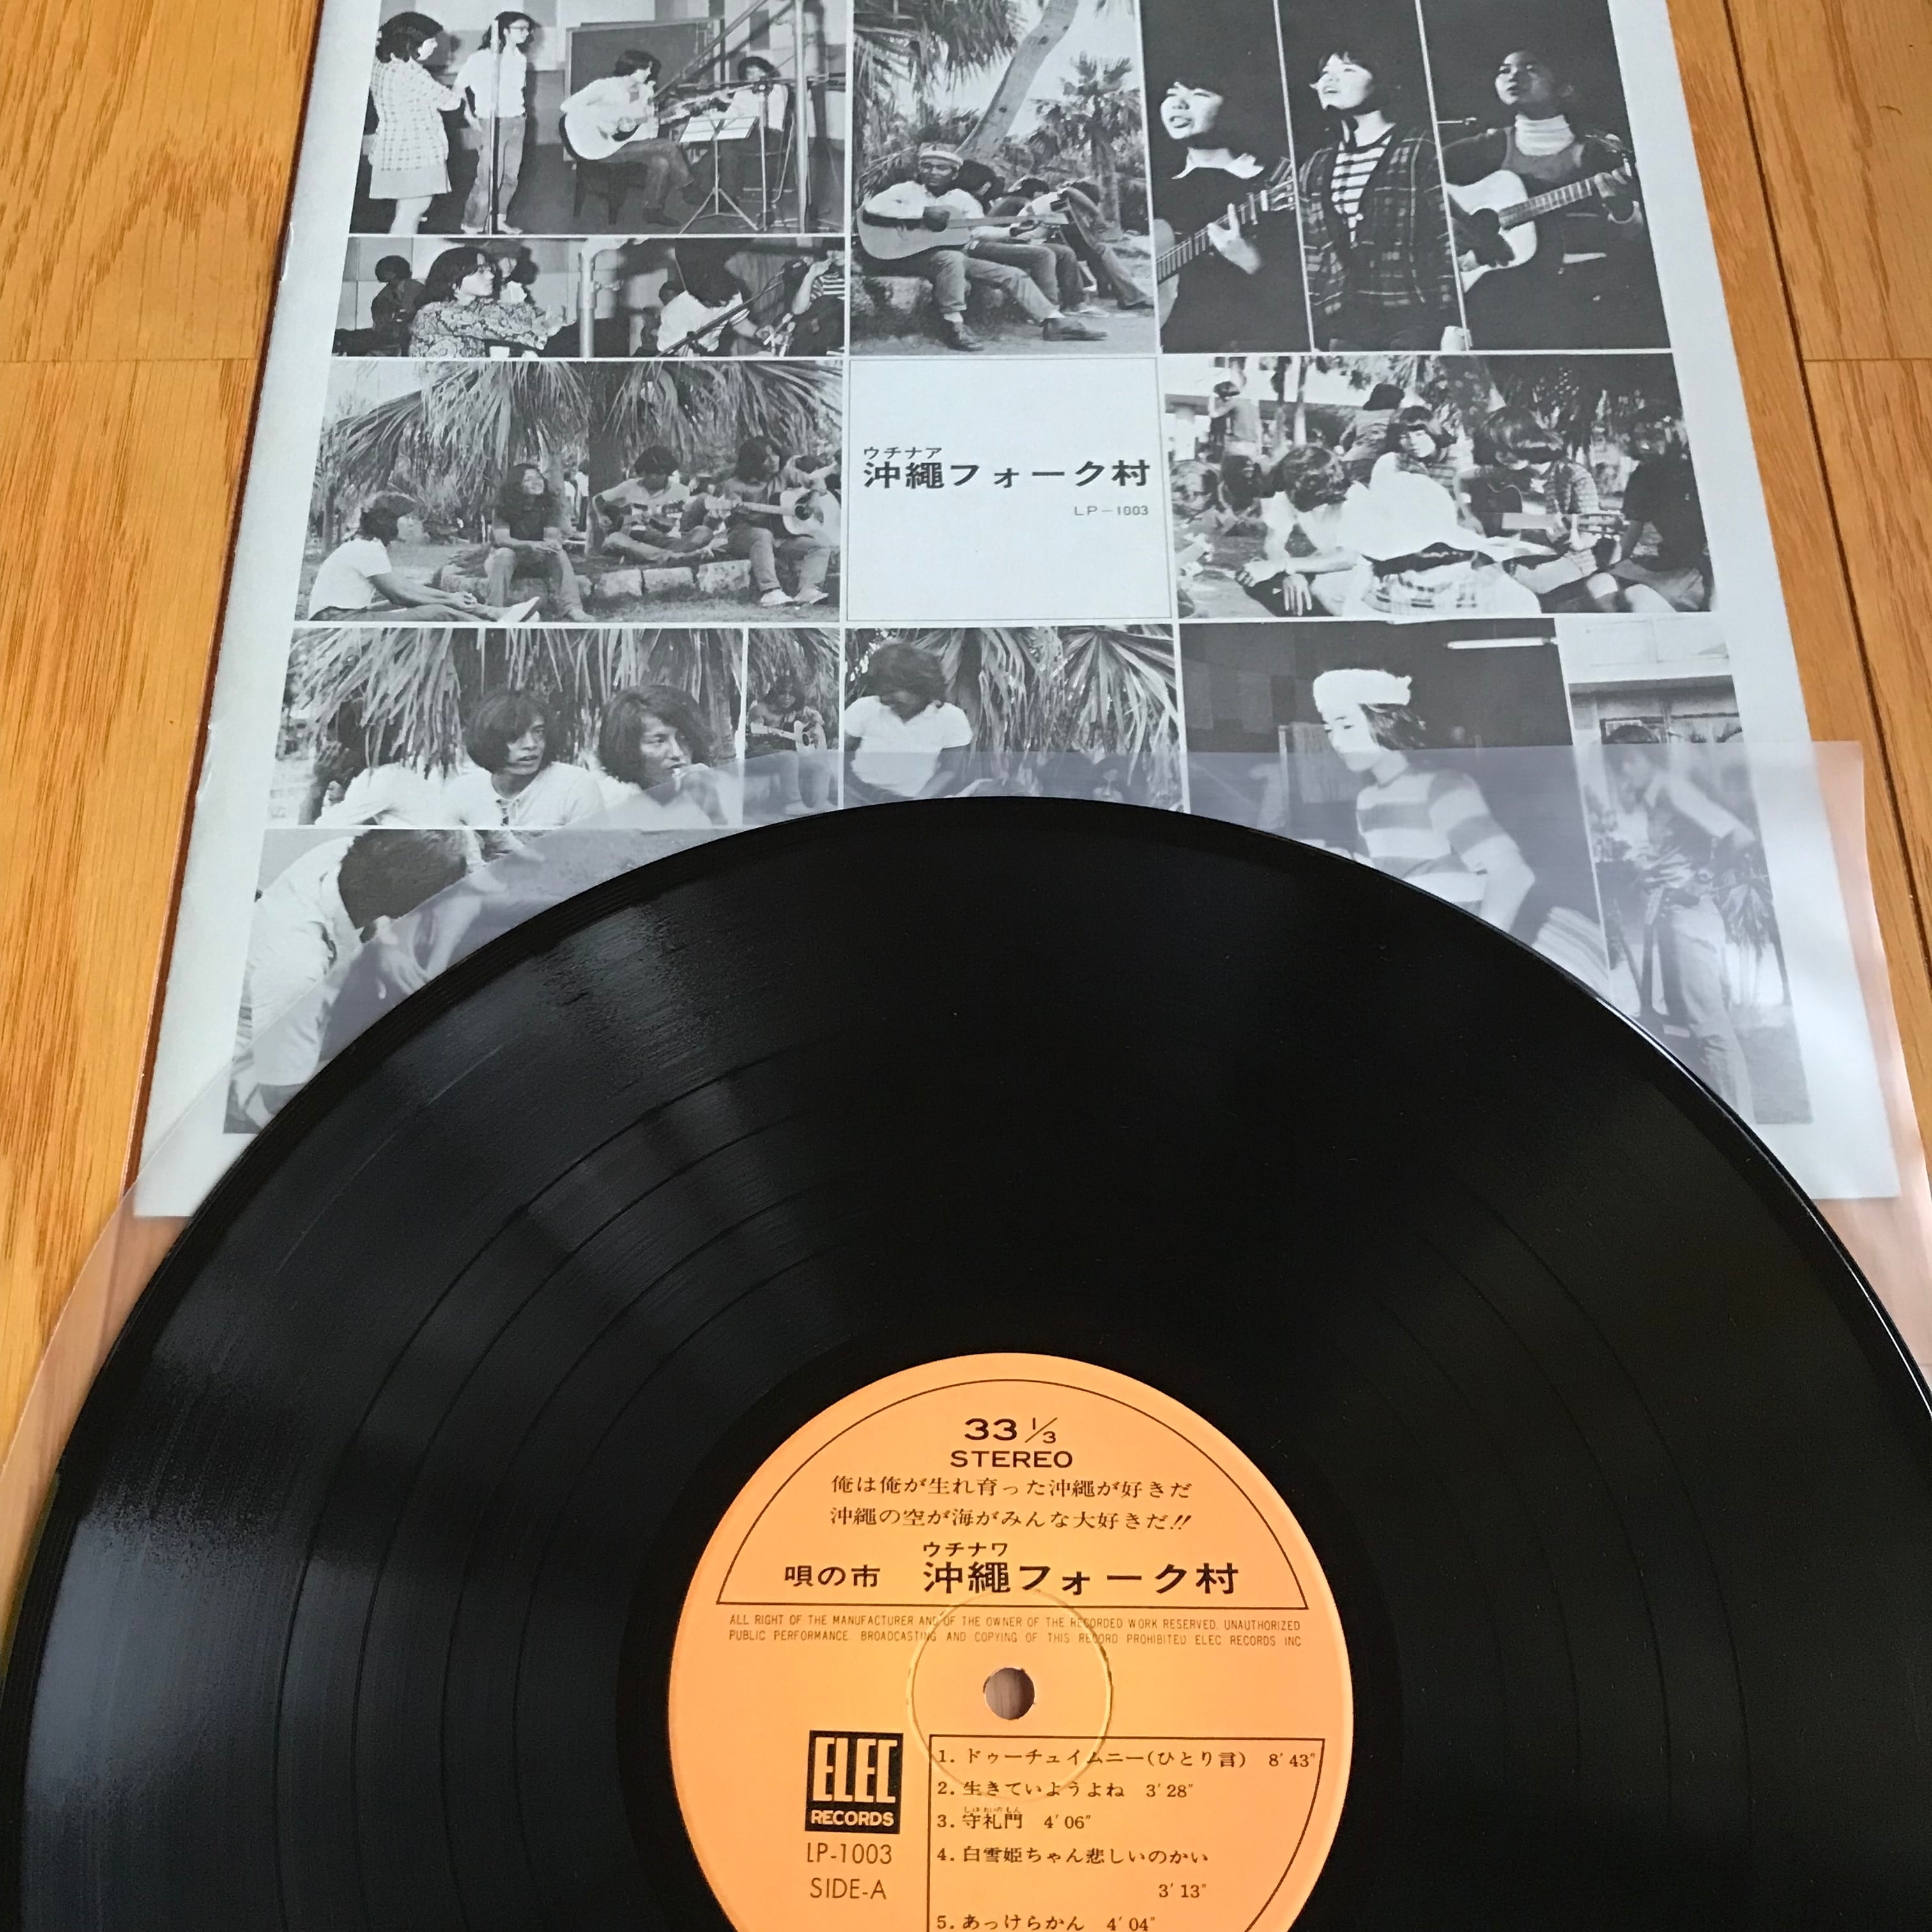 ウチナア
沖縄フォーク村
LP-1003
33 1/3
STEREO
俺は俺が生れ育った沖縄が好きだ
沖縄の空が海がみんな大好きだ!!
ウチナワ
唄の市 沖縄フォーク村
ALL RIGHT OF THE MANUFACTURER AND OF THE OWNER OF THE RECORDED WORK RESERVED. UNAUTHORIZED
PUBLIC PERFORMANCE. BROADCASTING AND COPYING OF THIS RECORD PROHIBITED ELEC RECORDS INC
ELEC
RECORDS
LP-1003
SIDE-A
1. ドゥーチュイムニー(ひとり言) 8′43″
2. 生きていようよね 3′28″
しゅれいのもん
3. 守礼門 4′06″
4. 白雪姫ちゃん悲しいのかい
3′13″
5. あっけらかん 4′04″